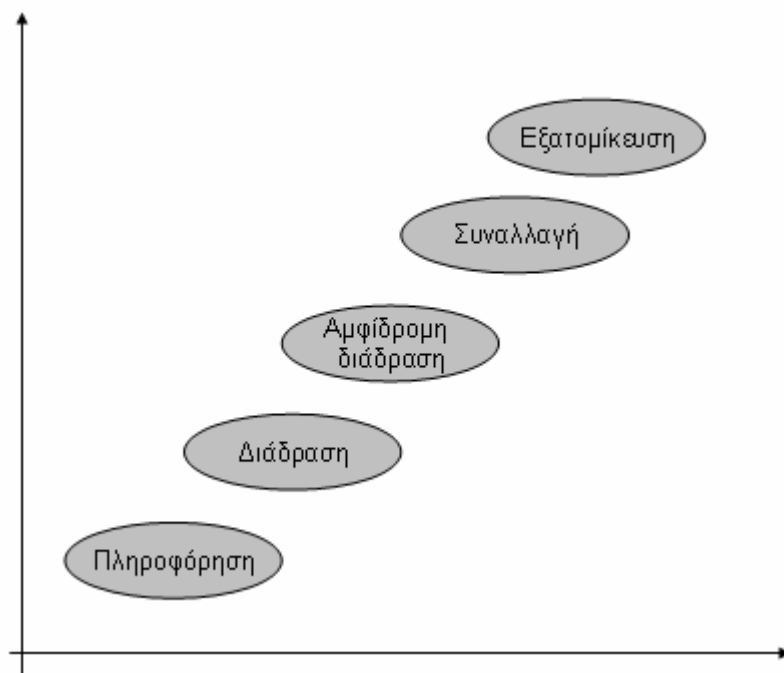 Εξατομίκευση
Συναλλαγή
Αμφίδρομη
διάδραση
Διάδραση
Πληροφόρηση